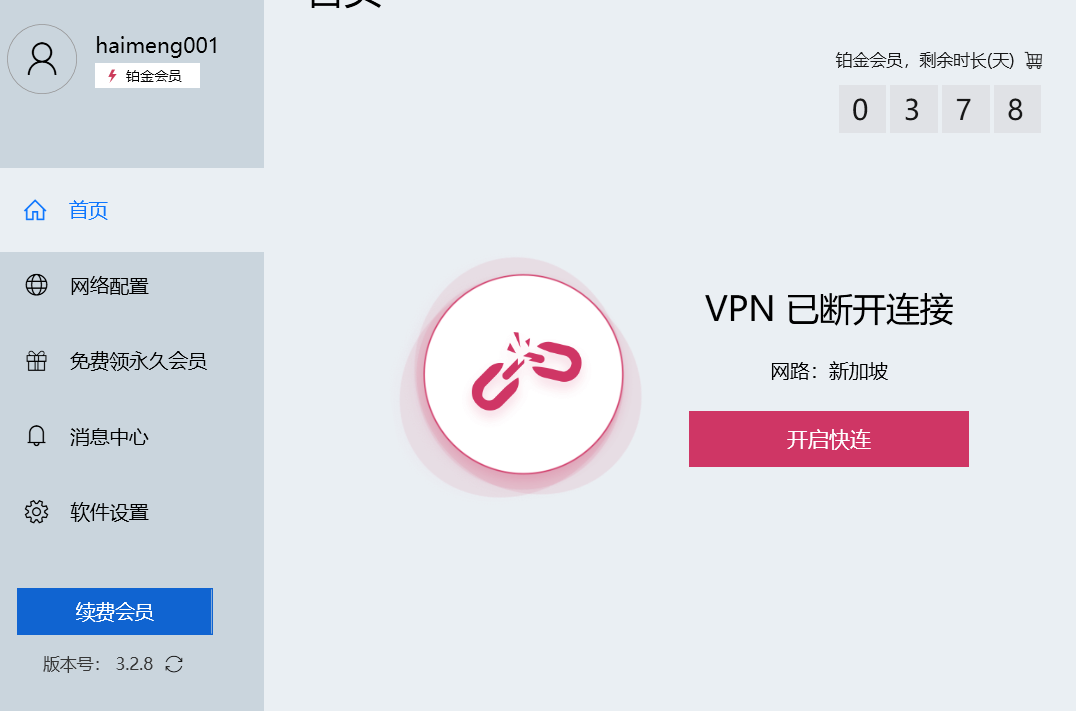 首页
haimeng001
铂金会员
铂金会员，剩余时长(天)
0 3 7 8
首页
网络配置
免费领永久会员
消息中心
软件设置
续费会员
版本号： 3.2.8
VPN 已断开连接
网路：新加坡
开启快连